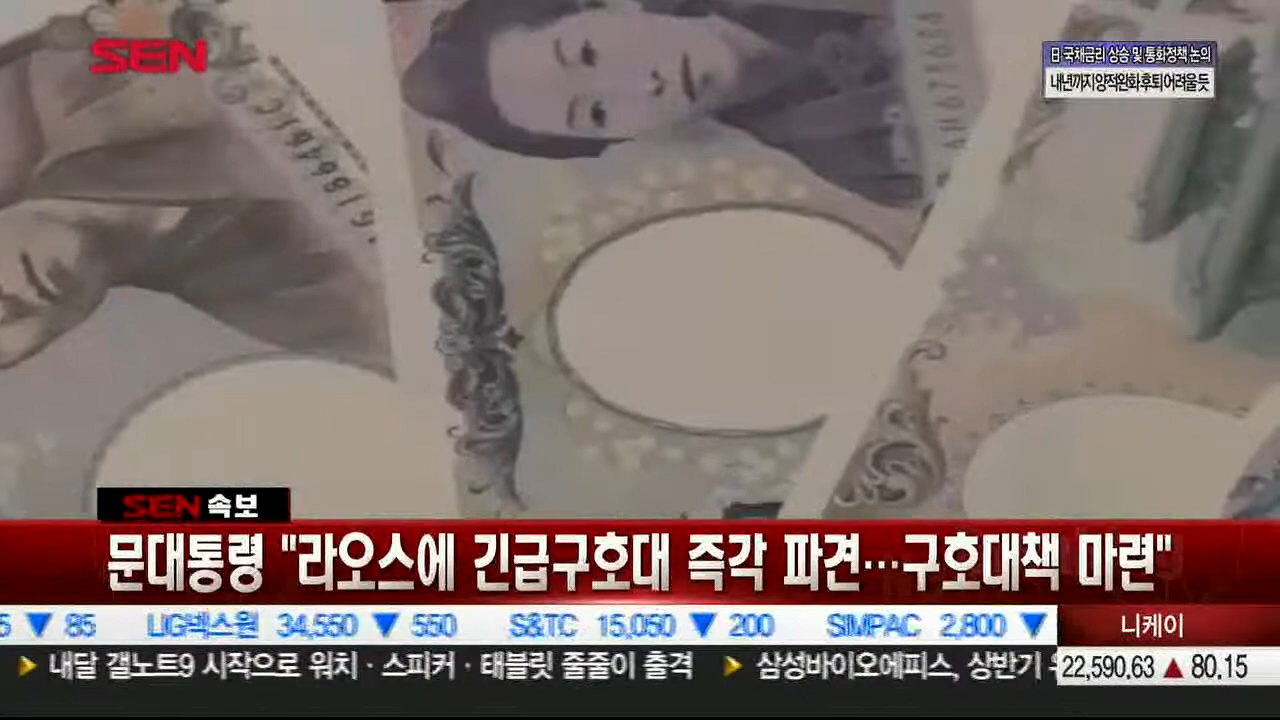 SEN
日 국채금리 상승 및 통화정책 논의
내년까지 양적완화 후퇴 어려울 듯
SEN 속보
문대통령 "라오스에 긴급구호대 즉각 파견…구호대책 마련"
5 ▼ 85 LIG넥스원 34,550 ▼ 550 S&TC 15,050 ▼ 200 SIMPAC 2,800 ▼
니케이
내달 갤노트9 시작으로 워치·스피커·태블릿 줄줄이 출격 삼성바이오에피스, 상반기
22,590.63 ▲ 80.15